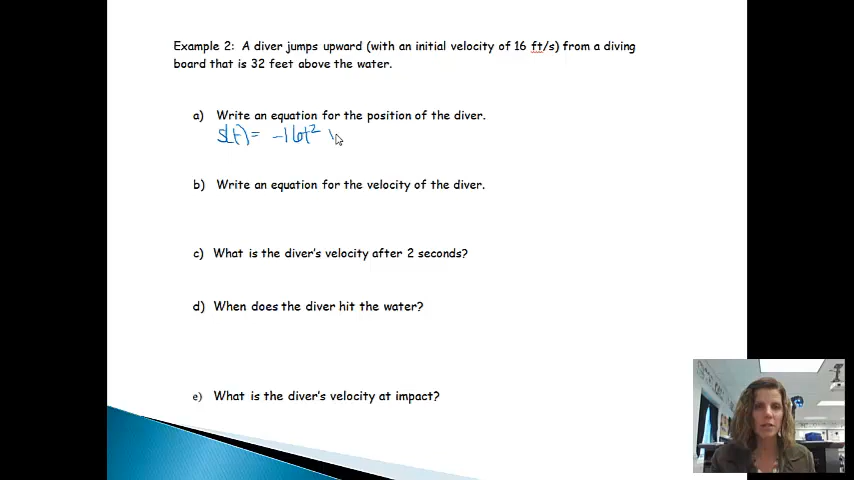 Example 2: A diver jumps upward (with an initial velocity of 16 ft/s) from a diving
board that is 32 feet above the water.
a) Write an equation for the position of the diver.
s(t) = -16t²
b) Write an equation for the velocity of the diver.
c) What is the diver's velocity after 2 seconds?
d) When does the diver hit the water?
e) What is the diver's velocity at impact?